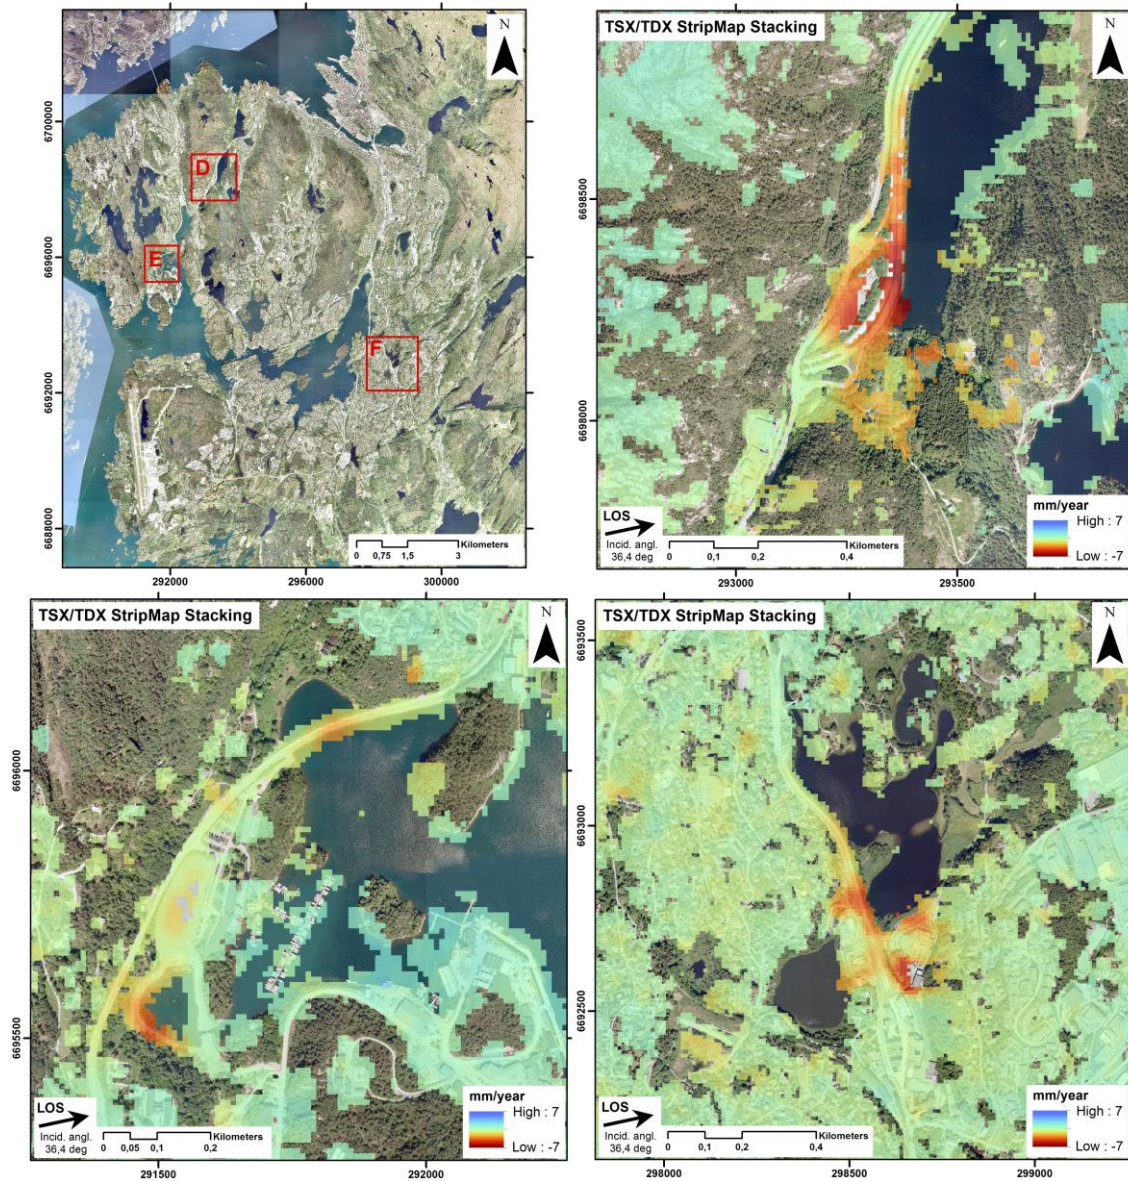 N
6700000
D
6696000
E
F
6692000
6688000
Kilometers
0 0,75 1,5 3
292000 296000 300000
TSX/TDX StripMap Stacking
N
6698500
6698000
LOS
Incid. angl.
36,4 deg
Kilometers
0 0,1 0,2 0,4
mm/year
High : 7
Low : -7
293000 293500
TSX/TDX StripMap Stacking
N
6696000
6695500
LOS
Incid. angl.
36,4 deg
Kilometers
0 0,05 0,1 0,2
mm/year
High : 7
Low : -7
291500 292000
TSX/TDX StripMap Stacking
N
6693500
6693000
6692500
LOS
Incid. angl.
36,4 deg
Kilometers
0 0,1 0,2 0,4
mm/year
High : 7
Low : -7
298000 298500 299000